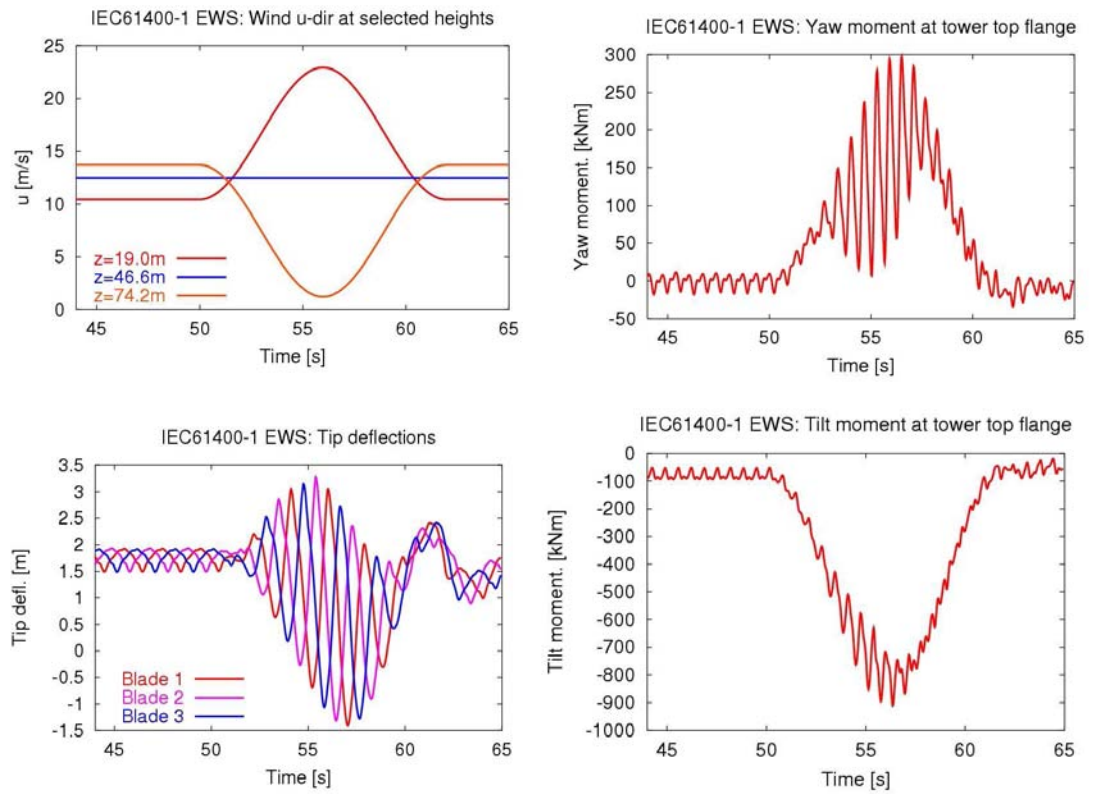 IEC61400-1 EWS: Wind u-dir at selected heights
25
20
15
10
5
0
u [m/s]
z=19.0m
z=46.6m
z=74.2m
45 50 55 60 65
Time [s]
IEC61400-1 EWS: Yaw moment at tower top flange
300
250
200
150
100
50
0
-50
Yaw moment. [kNm]
45 50 55 60 65
Time [s]
IEC61400-1 EWS: Tip deflections
3.5
3
2.5
2
1.5
1
0.5
0
-0.5
-1
-1.5
Tip defl. [m]
Blade 1
Blade 2
Blade 3
45 50 55 60 65
Time [s]
IEC61400-1 EWS: Tilt moment at tower top flange
0
-100
-200
-300
-400
-500
-600
-700
-800
-900
-1000
Tilt moment. [kNm]
45 50 55 60 65
Time [s]